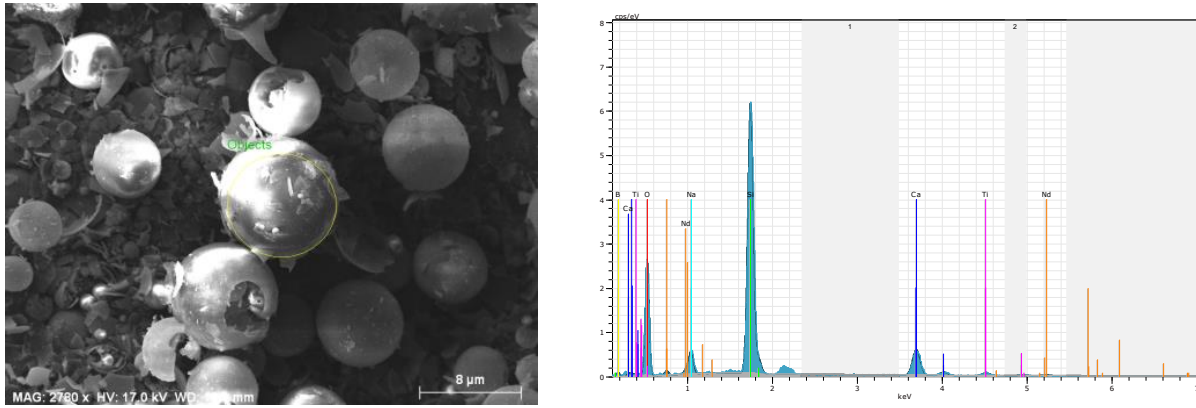 Objects
8 µm
MAG: 2780 x HV: 17.0 kV WD: mm
cps/eV
8
7
6
5
4
3
2
1
0
1 2
B Ti O Na Si Ca Ti Nd
Ca
Nd
1 2 3 4 5 6
keV